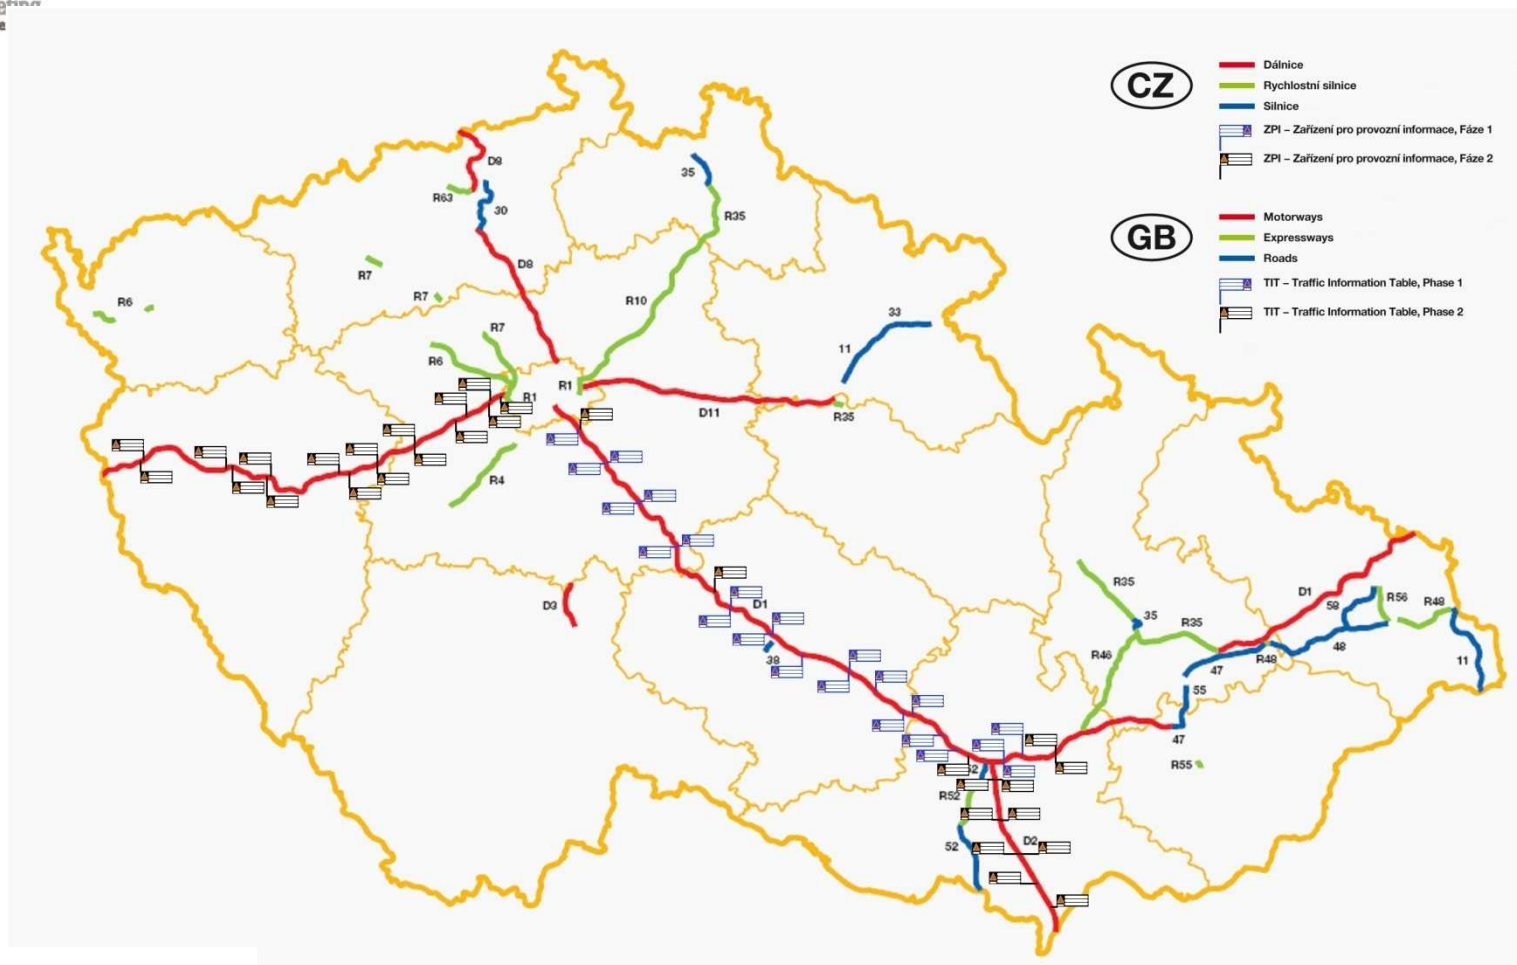 CZ
Dálnice
Rychlostní silnice
Silnice
ZPI – Zařízení pro provozní informace, Fáze 1
ZPI – Zařízení pro provozní informace, Fáze 2
GB
Motorways
Expressways
Roads
TIT – Traffic Information Table, Phase 1
TIT – Traffic Information Table, Phase 2
D8
35
R63
30
R35
D8
R7
R7
R6
R10
33
R7
11
R6
R1
R1
D11
R35
R4
R35
D1
58
R56
R48
D3
D1
35
R35
48
38
R46
47
R48
11
55
47
52
R55
R52
52
D2